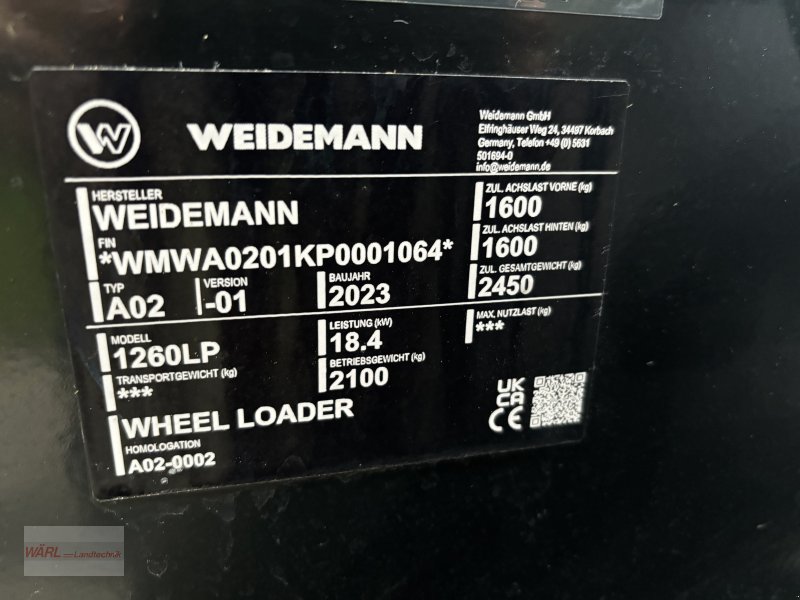 W WEIDEMANN
Weidemann GmbH
Elfringhäuser Weg 24, 34497 Korbach
Germany, Telefon +49 (0) 5631
501694-0
info@weidemann.de
HERSTELLER
WEIDEMANN
FIN
*WMWA0201KP0001064*
TYP
A02
VERSION
-01
BAUJAHR
2023
ZUL. ACHSLAST VORNE (kg)
1600
ZUL. ACHSLAST HINTEN (kg)
1600
ZUL. GESAMTGEWICHT (kg)
2450
MODELL
1260LP
LEISTUNG (kW)
18.4
MAX. NUTZLAST (kg)
***
TRANSPORTGEWICHT (kg)
***
BETRIEBSGEWICHT (kg)
2100
WHEEL LOADER
HOMOLOGATION
A02-0002
UK
CA
CE
WÄRL Landtechnik